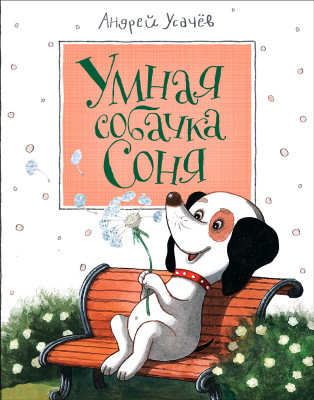 Андрей Усачёв
Умная
собачка
Соня